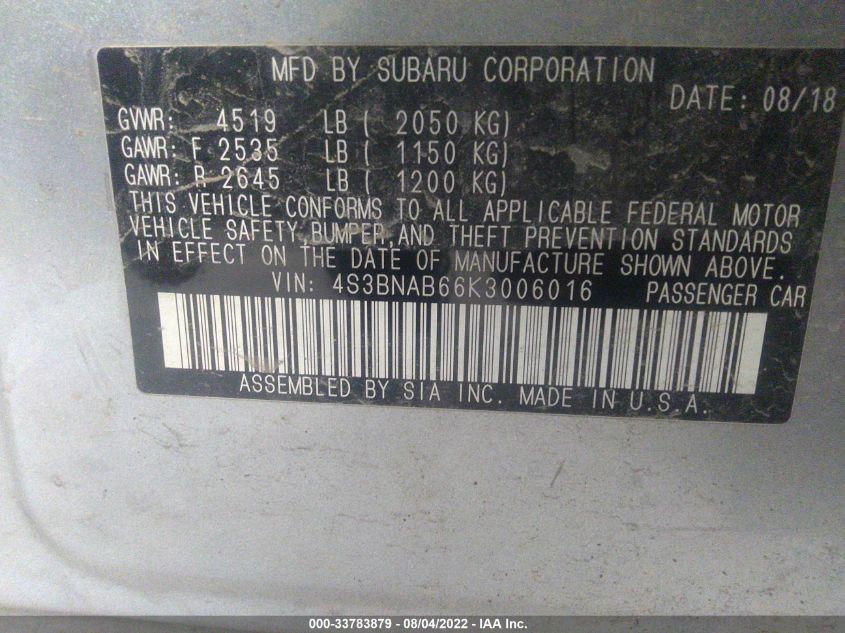 MFD BY SUBARU CORPORATION
DATE: 08/18
GVWR: 4519 LB ( 2050 KG)
GAWR: F 2535 LB ( 1150 KG)
GAWR: R 2645 LB ( 1200 KG)
THIS VEHICLE CONFORMS TO ALL APPLICABLE FEDERAL MOTOR
VEHICLE SAFETY, BUMPER, AND THEFT PREVENTION STANDARDS
IN EFFECT ON THE DATE OF MANUFACTURE SHOWN ABOVE.
VIN: 4S3BNAB66K3006016 PASSENGER CAR
ASSEMBLED BY SIA INC. MADE IN U.S.A.
000-33783879 - 08/04/2022 - IAA Inc.